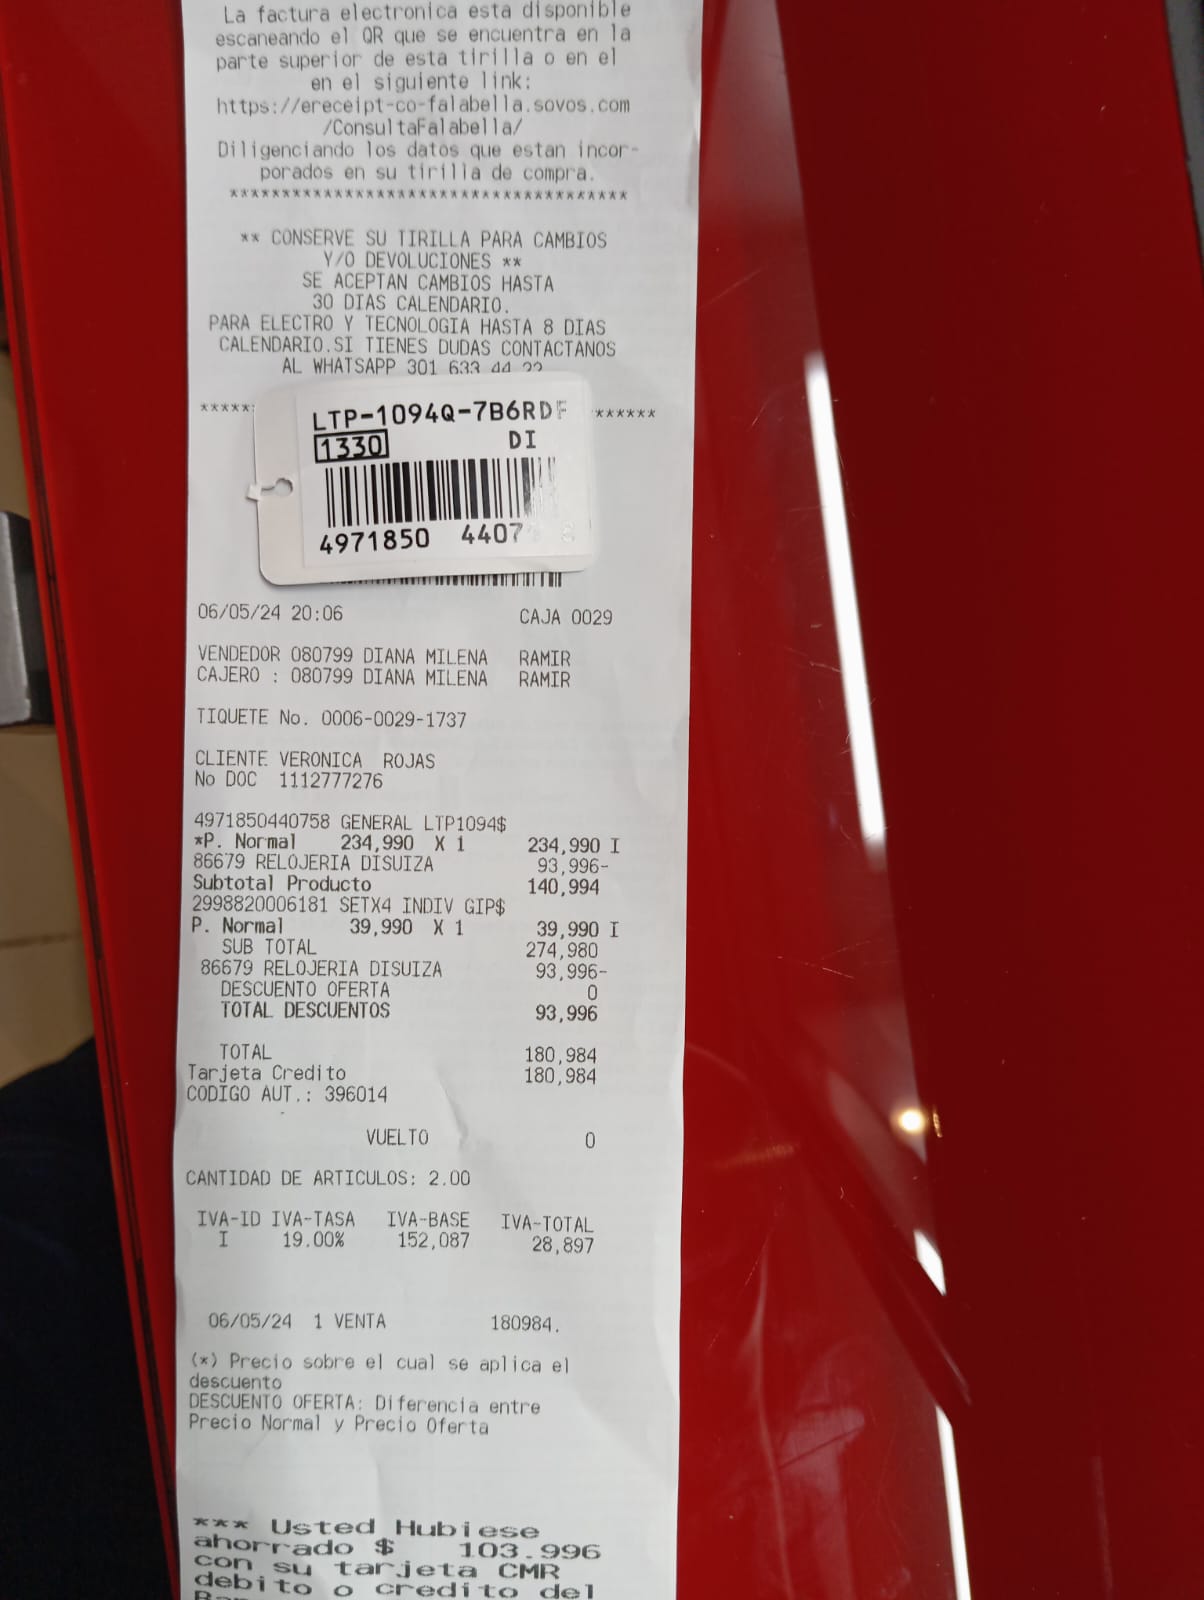 La factura electronica esta disponible
escaneando el QR que se encuentra en la
parte superior de esta tirilla o en el
en el siguiente link:
https://ereceipt-co-falabella.sovos.com
/ConsultaFalabella/
Diligenciando los datos que estan incor-
porados en su tirilla de compra.
**************************************
** CONSERVE SU TIRILLA PARA CAMBIOS
Y/O DEVOLUCIONES **
SE ACEPTAN CAMBIOS HASTA
30 DIAS CALENDARIO.
PARA ELECTRO Y TECNOLOGIA HASTA 8 DIAS
CALENDARIO.SI TIENES DUDAS CONTACTANOS
AL WHATSAPP 301 633 44 22
***** ******
LTP-1094Q-7B6RDF
1330 DI
4971850 4407
06/05/24 20:06 CAJA 0029
VENDEDOR 080799 DIANA MILENA RAMIR
CAJERO : 080799 DIANA MILENA RAMIR
TIQUETE No. 0006-0029-1737
CLIENTE VERONICA ROJAS
No DOC 1112777276
4971850440758 GENERAL LTP1094$
*P. Normal 234,990 X 1 234,990 I
86679 RELOJERIA DISUIZA 93,996-
Subtotal Producto 140,994
2998820006181 SETX4 INDIV GIP$
P. Normal 39,990 X 1 39,990 I
SUB TOTAL 274,980
86679 RELOJERIA DISUIZA 93,996-
DESCUENTO OFERTA 0
TOTAL DESCUENTOS 93,996
TOTAL 180,984
Tarjeta Credito 180,984
CODIGO AUT.: 396014
VUELTO 0
CANTIDAD DE ARTICULOS: 2.00
IVA-ID IVA-TASA IVA-BASE IVA-TOTAL
I 19.00% 152,087 28,897
06/05/24 1 VENTA 180984.
(*) Precio sobre el cual se aplica el
descuento
DESCUENTO OFERTA: Diferencia entre
Precio Normal y Precio Oferta
*** Usted Hubiese
ahorrado $ 103.996
con su tarjeta CMR
debito o credito del